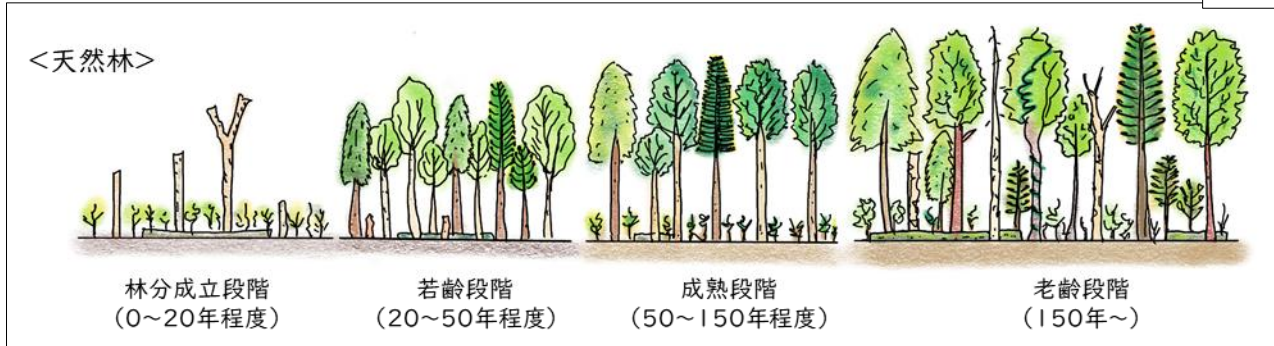 ＜天然林＞
林分成立段階
(0～20年程度)
若齢段階
(20～50年程度)
成熟段階
(50～150年程度)
老齢段階
(150年～)